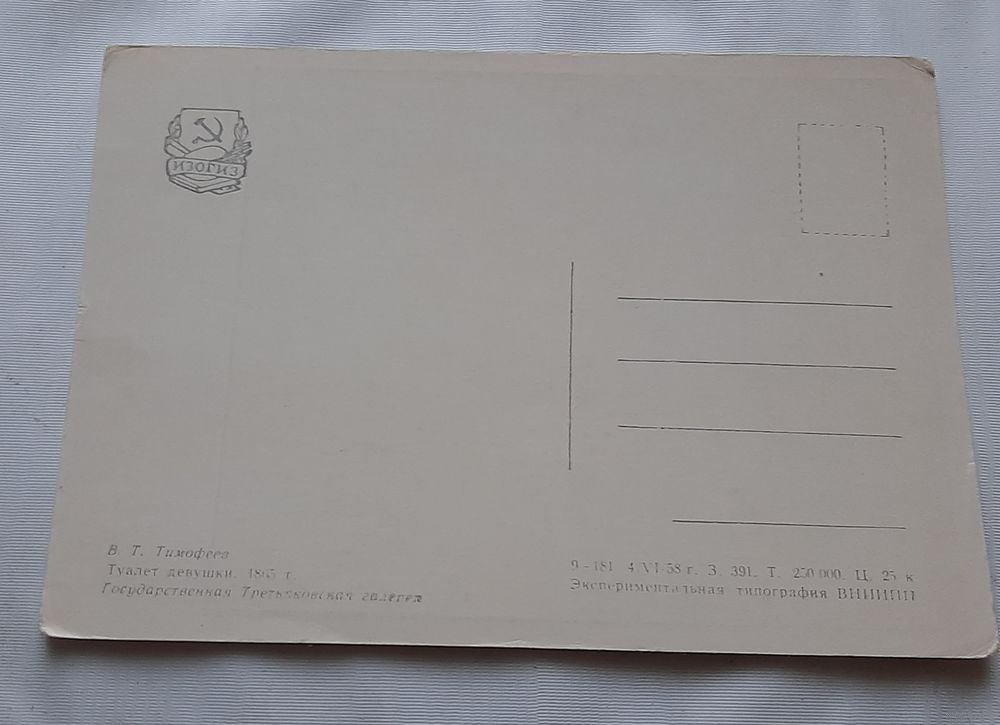 ИЗОГИЗ
В. Т. Тимофеев
Туалет девушки. 1865 г.
Государственная Третьяковская галерея
9-181 4/VI-58 г. З. 391. Т. 250 000. Ц. 25 к
Экспериментальная типография ВНИИПП